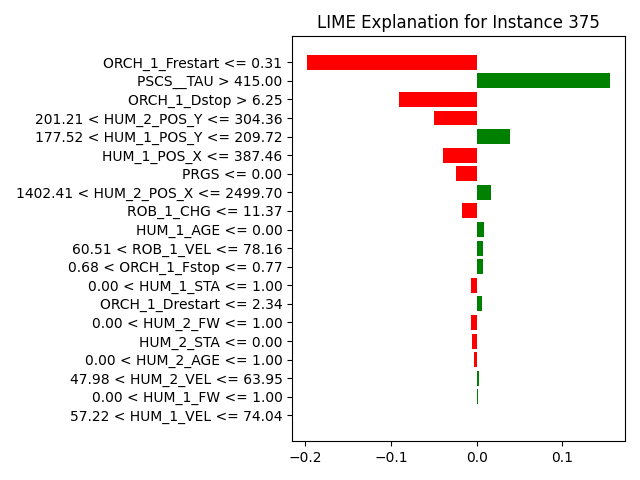 LIME Explanation for Instance 375
ORCH_1_Frestart <= 0.31
PSCS__TAU > 415.00
ORCH_1_Dstop > 6.25
201.21 < HUM_2_POS_Y <= 304.36
177.52 < HUM_1_POS_Y <= 209.72
HUM_1_POS_X <= 387.46
PRGS <= 0.00
1402.41 < HUM_2_POS_X <= 2499.70
ROB_1_CHG <= 11.37
HUM_1_AGE <= 0.00
60.51 < ROB_1_VEL <= 78.16
0.68 < ORCH_1_Fstop <= 0.77
0.00 < HUM_1_STA <= 1.00
ORCH_1_Drestart <= 2.34
0.00 < HUM_2_FW <= 1.00
HUM_2_STA <= 0.00
0.00 < HUM_2_AGE <= 1.00
47.98 < HUM_2_VEL <= 63.95
0.00 < HUM_1_FW <= 1.00
57.22 < HUM_1_VEL <= 74.04
−0.2 −0.1 0.0 0.1